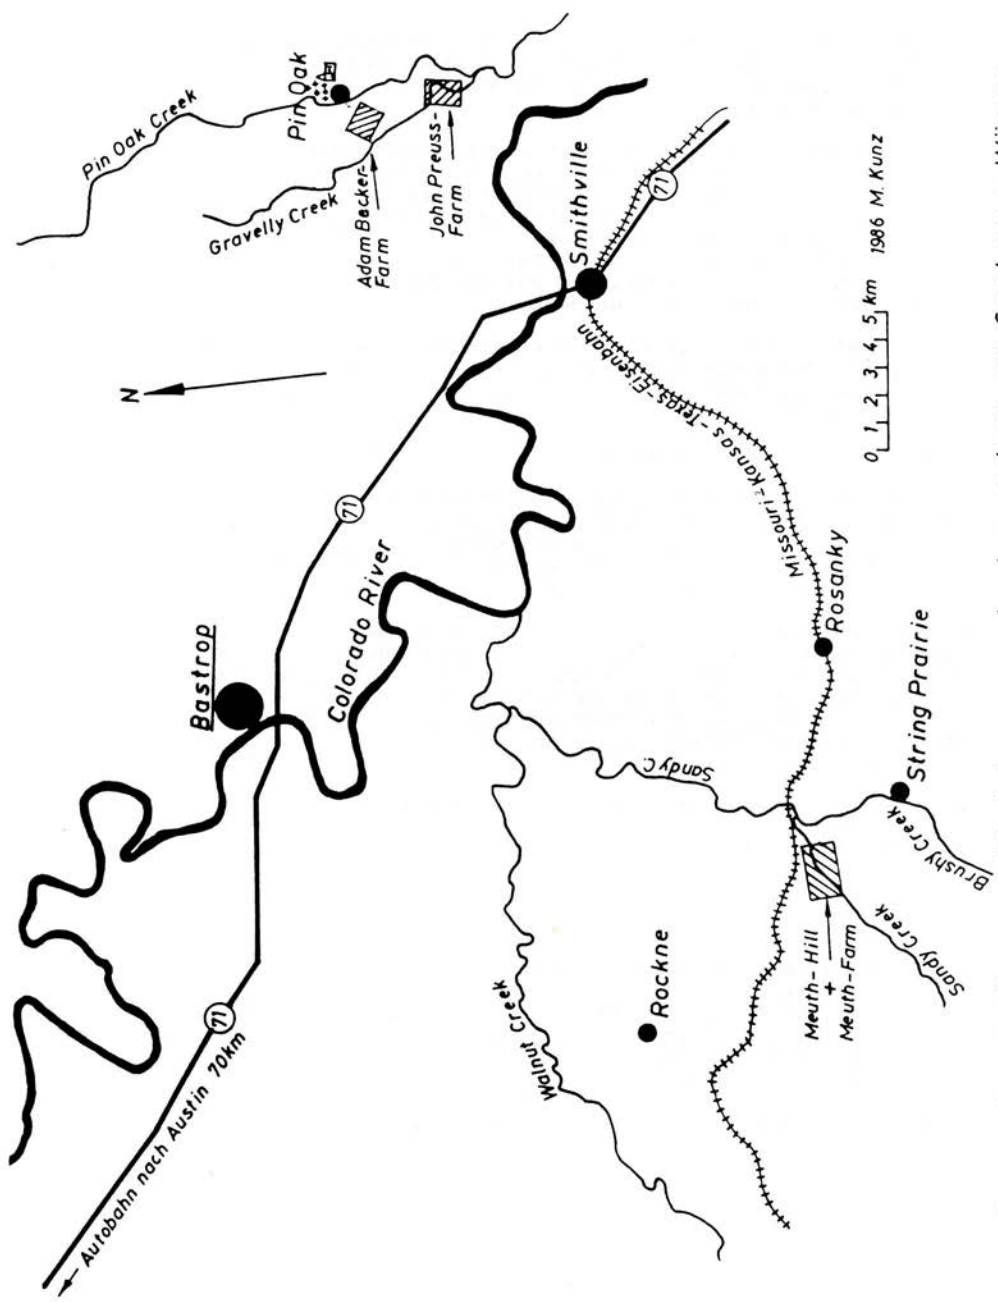 Autobahn nach Austin 70km
71
Bastrop
Colorado River
71
N
Pin Oak Creek
Pin Oak
Gravelly Creek
Adam Becker-
Farm
John Preuss-
Farm
Smithville
71
Missouri-Kansas-Texas-Eisenbahn
Rosanky
String Prairie
Sandy C.
Brushy Creek
Sandy Creek
Meuth-Hill
+
Meuth-Farm
Rockne
Walnut Creek
0 1 2 3 4 5 km 1986 M. Kunz